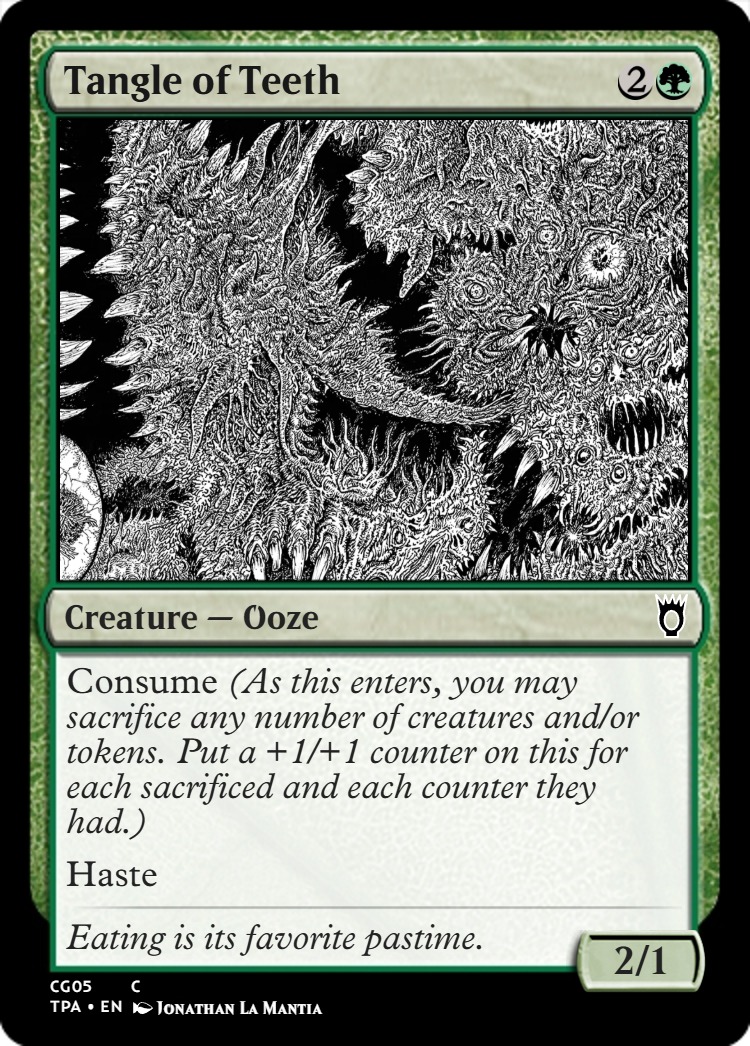 Tangle of Teeth 2
Creature — Ooze
Consume (As this enters, you may
sacrifice any number of creatures and/or
tokens. Put a +1/+1 counter on this for
each sacrificed and each counter they
had.)
Haste
Eating is its favorite pastime.
2/1
CG05 C
TPA • EN Jonathan La Mantia